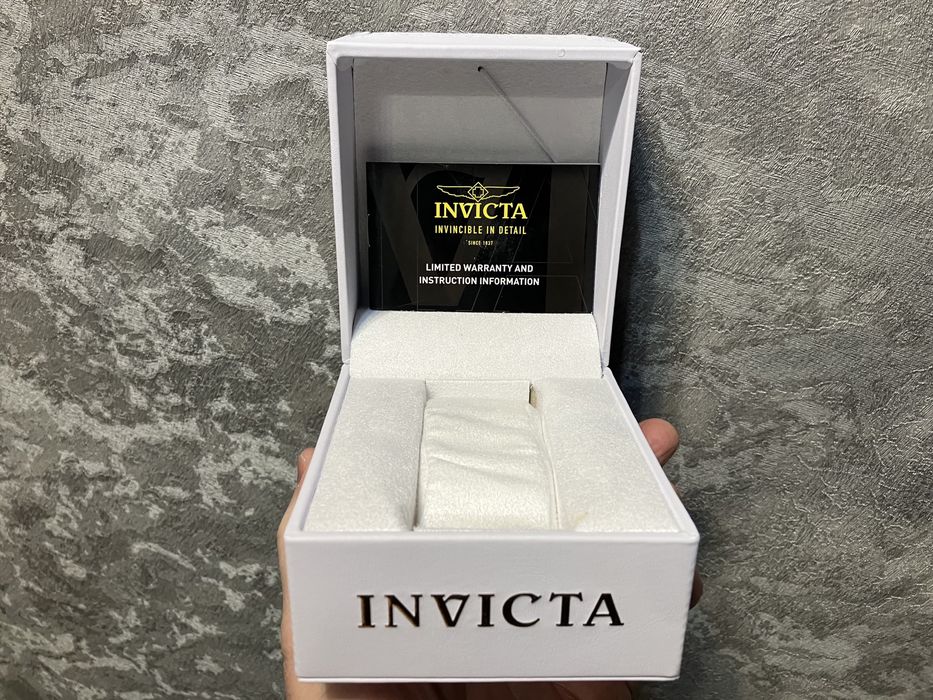 INVICTA
INVINCIBLE IN DETAIL
SINCE 1837
LIMITED WARRANTY AND
INSTRUCTION INFORMATION
INVICTA